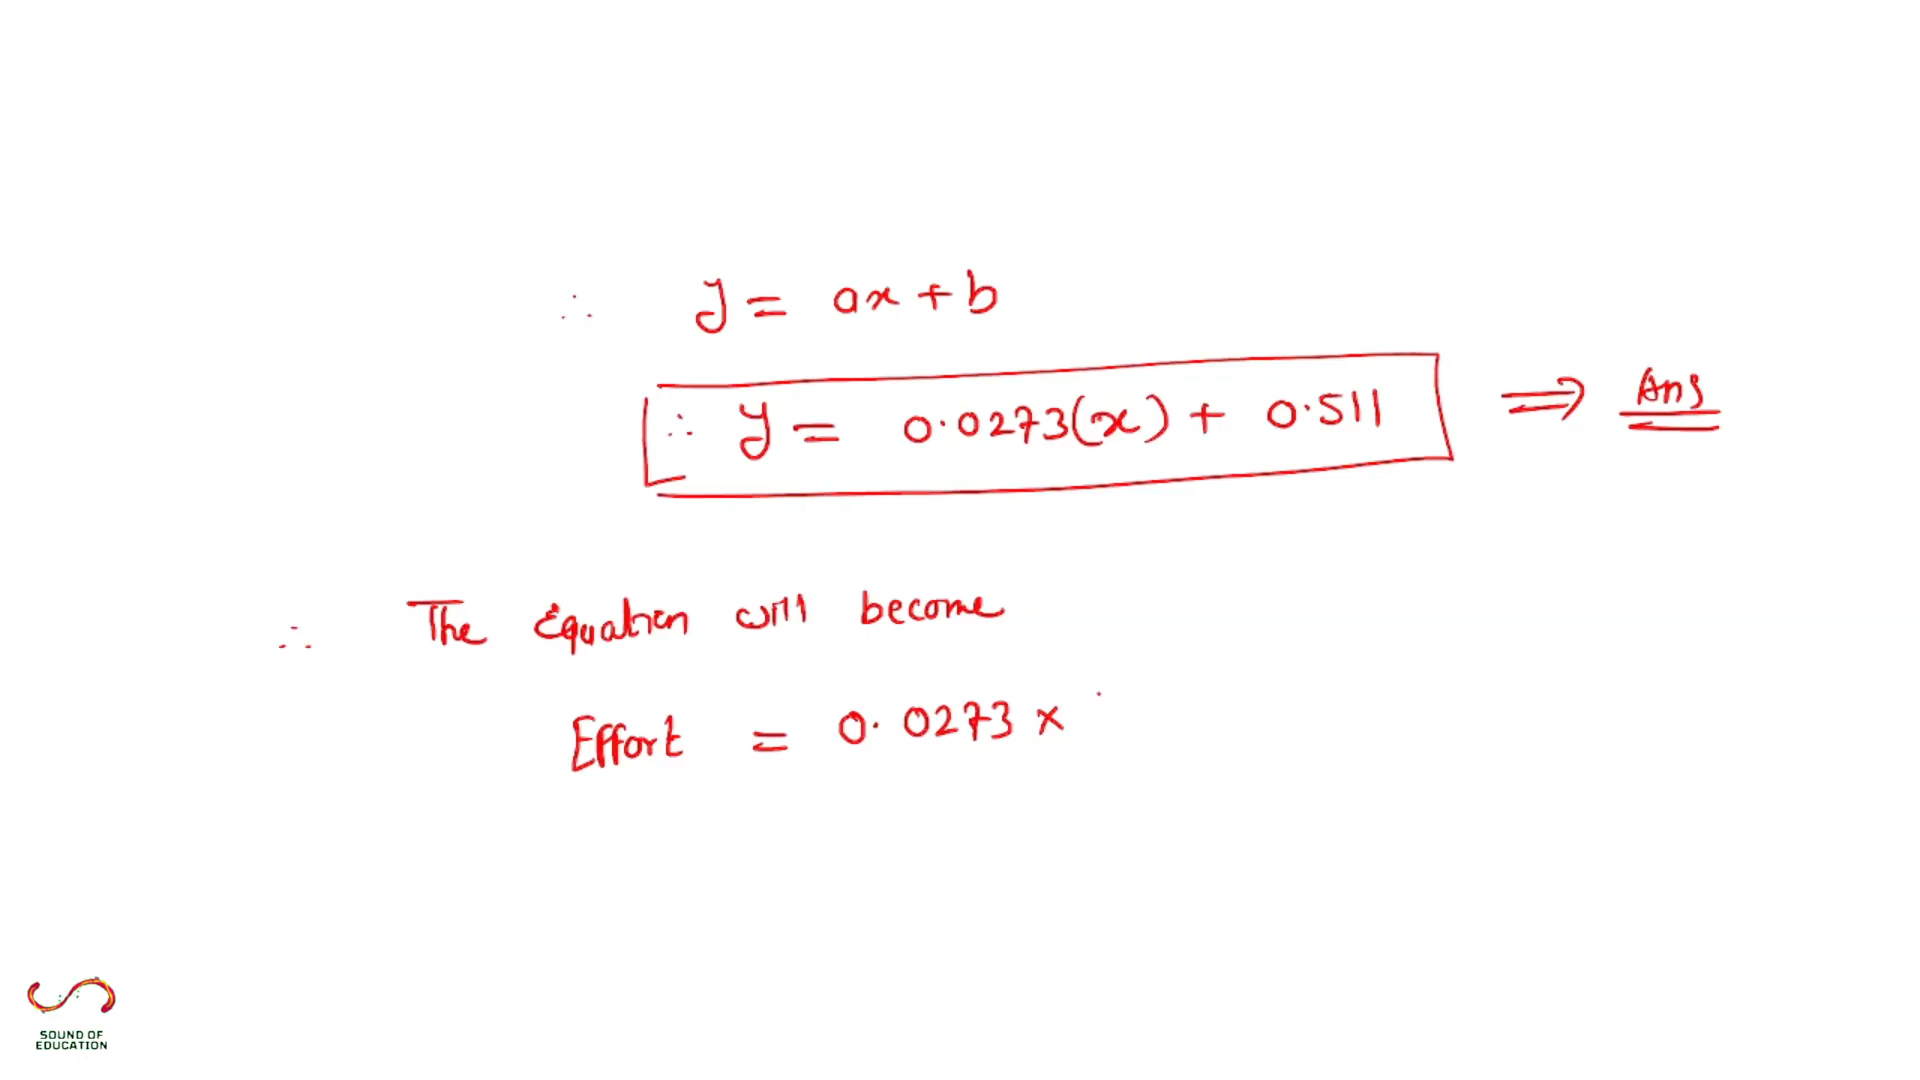 ∴ y = ax + b
∴ y = 0.0273(x) + 0.511 ⟹ Ans
∴ The Equation will become
Effort = 0.0273 ×
SOUND OF
EDUCATION